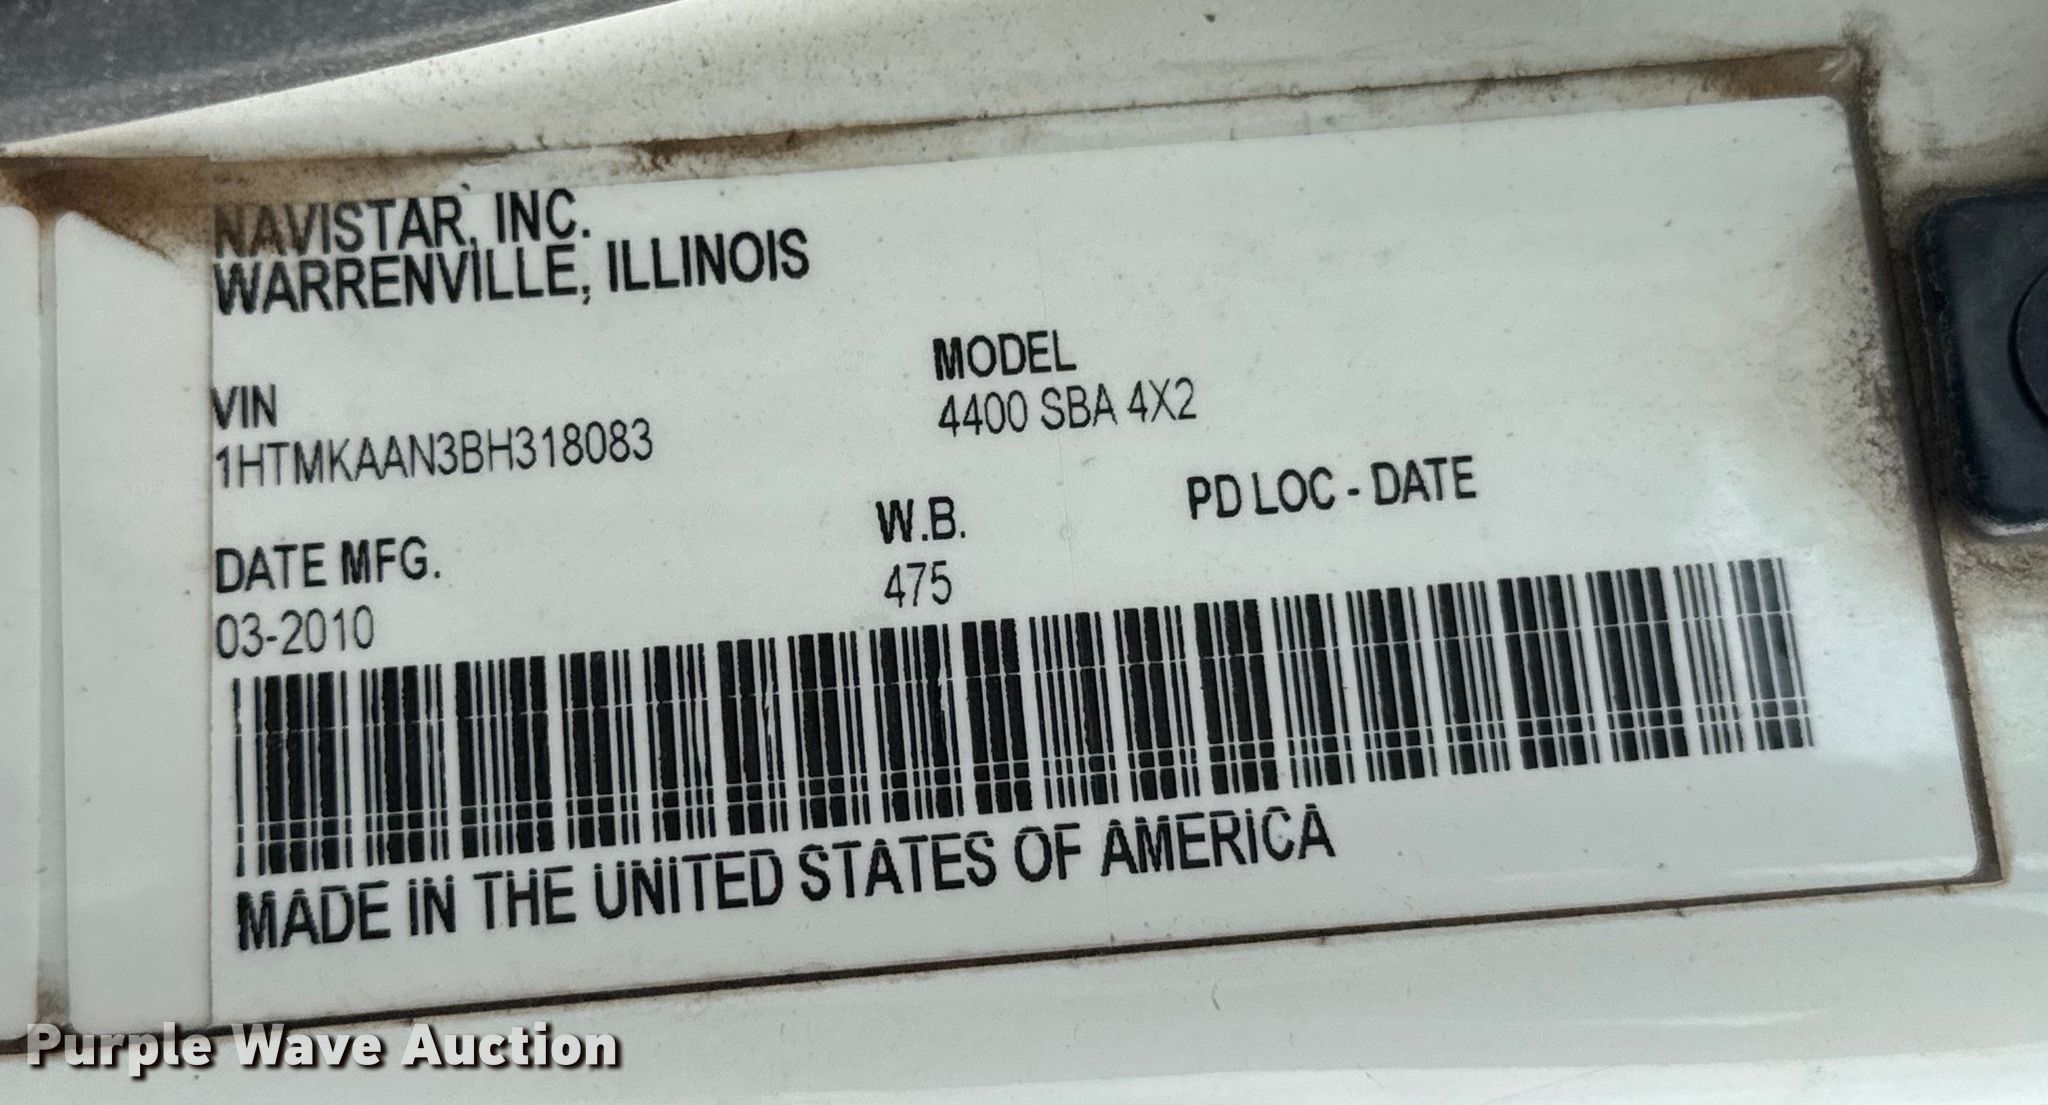 NAVISTAR, INC.
WARRENVILLE, ILLINOIS
VIN
1HTMKAAN3BH318083
MODEL
4400 SBA 4X2
DATE MFG.
03-2010
W.B.
475
PD LOC - DATE
MADE IN THE UNITED STATES OF AMERICA
Purple Wave Auction